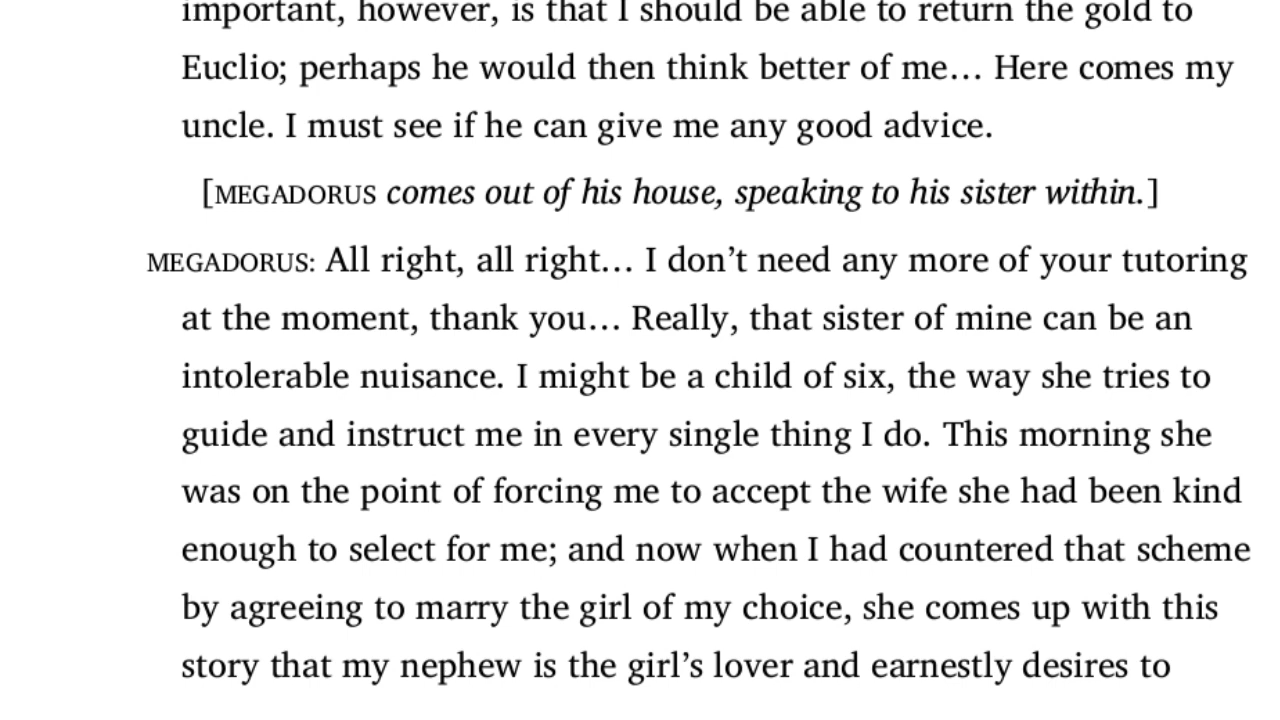 important, however, is that I should be able to return the gold to
Euclio; perhaps he would then think better of me… Here comes my
uncle. I must see if he can give me any good advice.
[MEGADORUS comes out of his house, speaking to his sister within.]
MEGADORUS: All right, all right… I don’t need any more of your tutoring
at the moment, thank you… Really, that sister of mine can be an
intolerable nuisance. I might be a child of six, the way she tries to
guide and instruct me in every single thing I do. This morning she
was on the point of forcing me to accept the wife she had been kind
enough to select for me; and now when I had countered that scheme
by agreeing to marry the girl of my choice, she comes up with this
story that my nephew is the girl’s lover and earnestly desires to